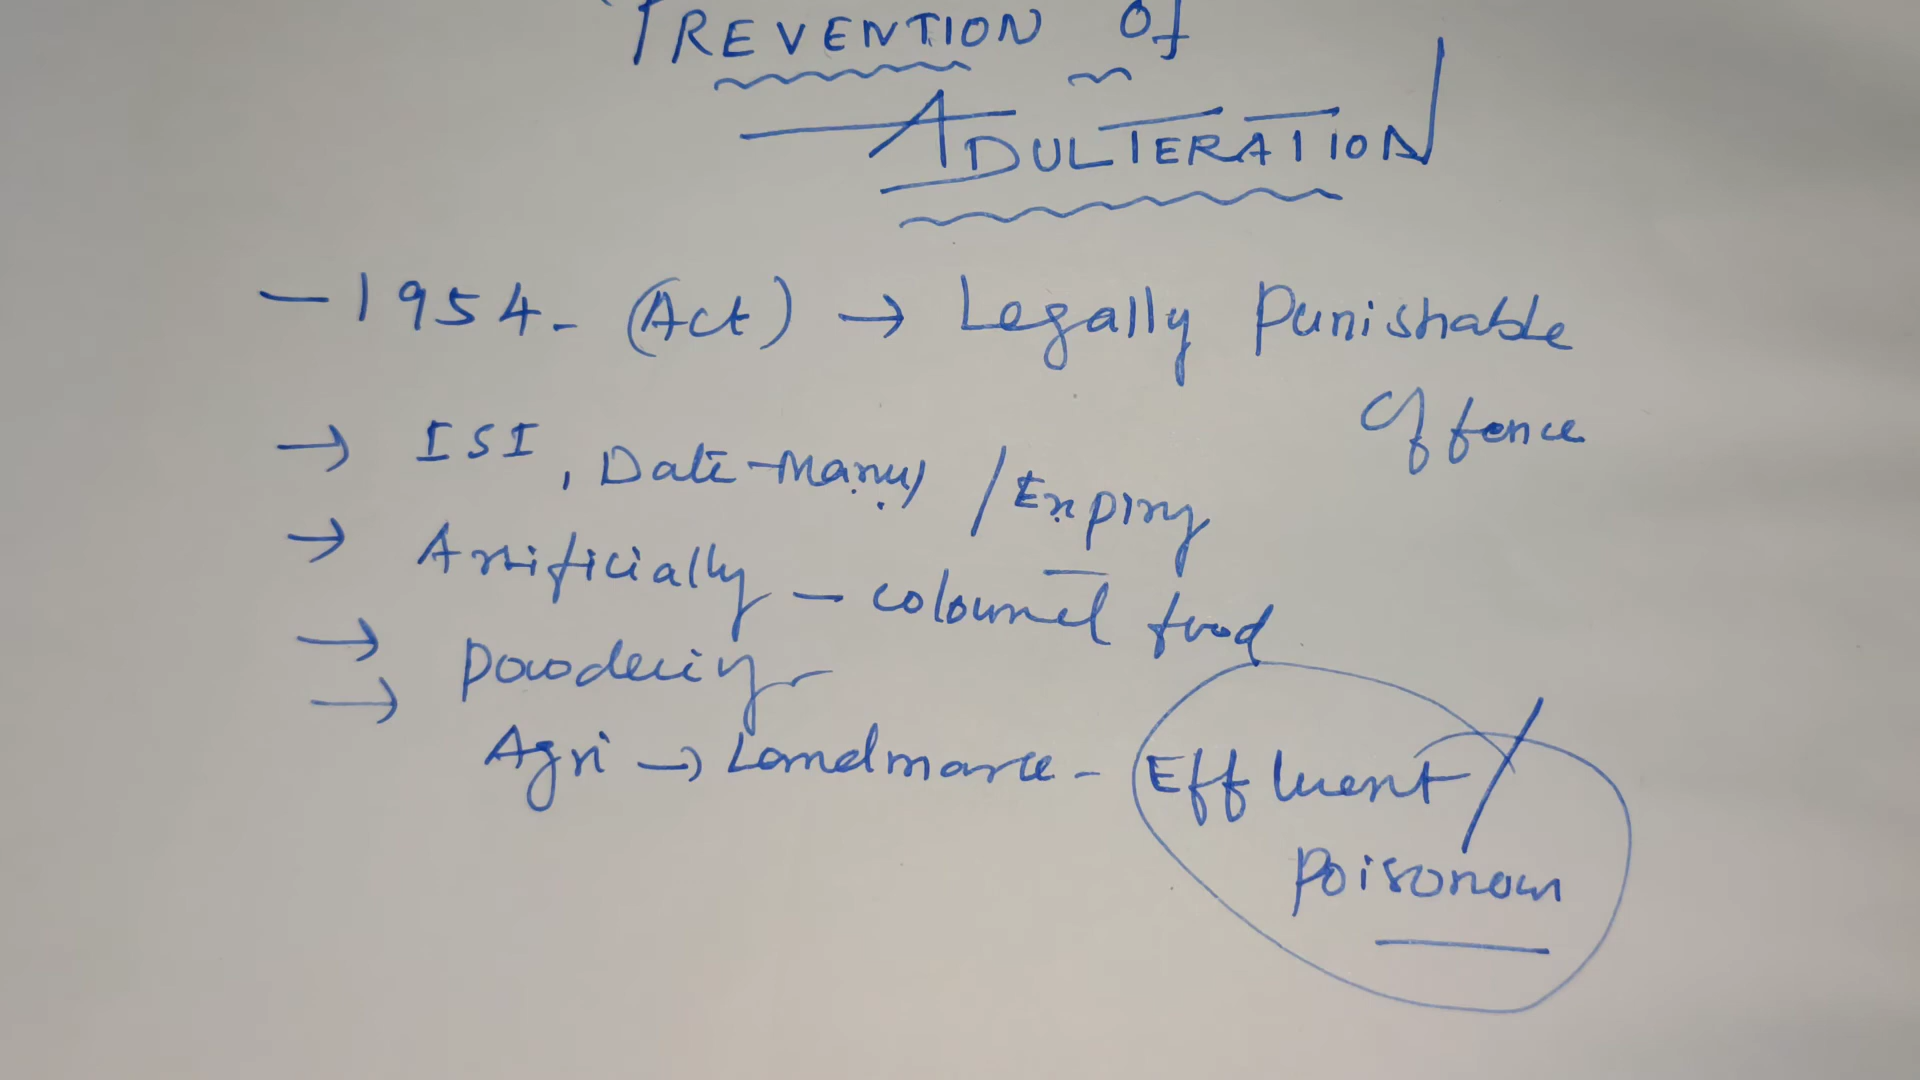 PREVENTION Of
ADULTERATION
- 1954 - (Act) → Legally Punishable
Offence
→ ISI, Date - Manu / Expiry
→ Artificially - coloured food
→ Powdering
→ Agri → Landmark - Effluent /
Poisonous